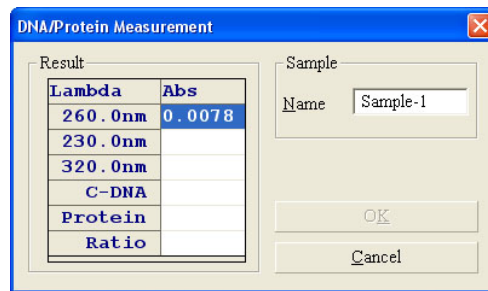 DNA/Protein Measurement
Result
Lambda Abs
260.0nm 0.0078
230.0nm
320.0nm
C-DNA
Protein
Ratio
Sample
Name Sample-1
OK
Cancel